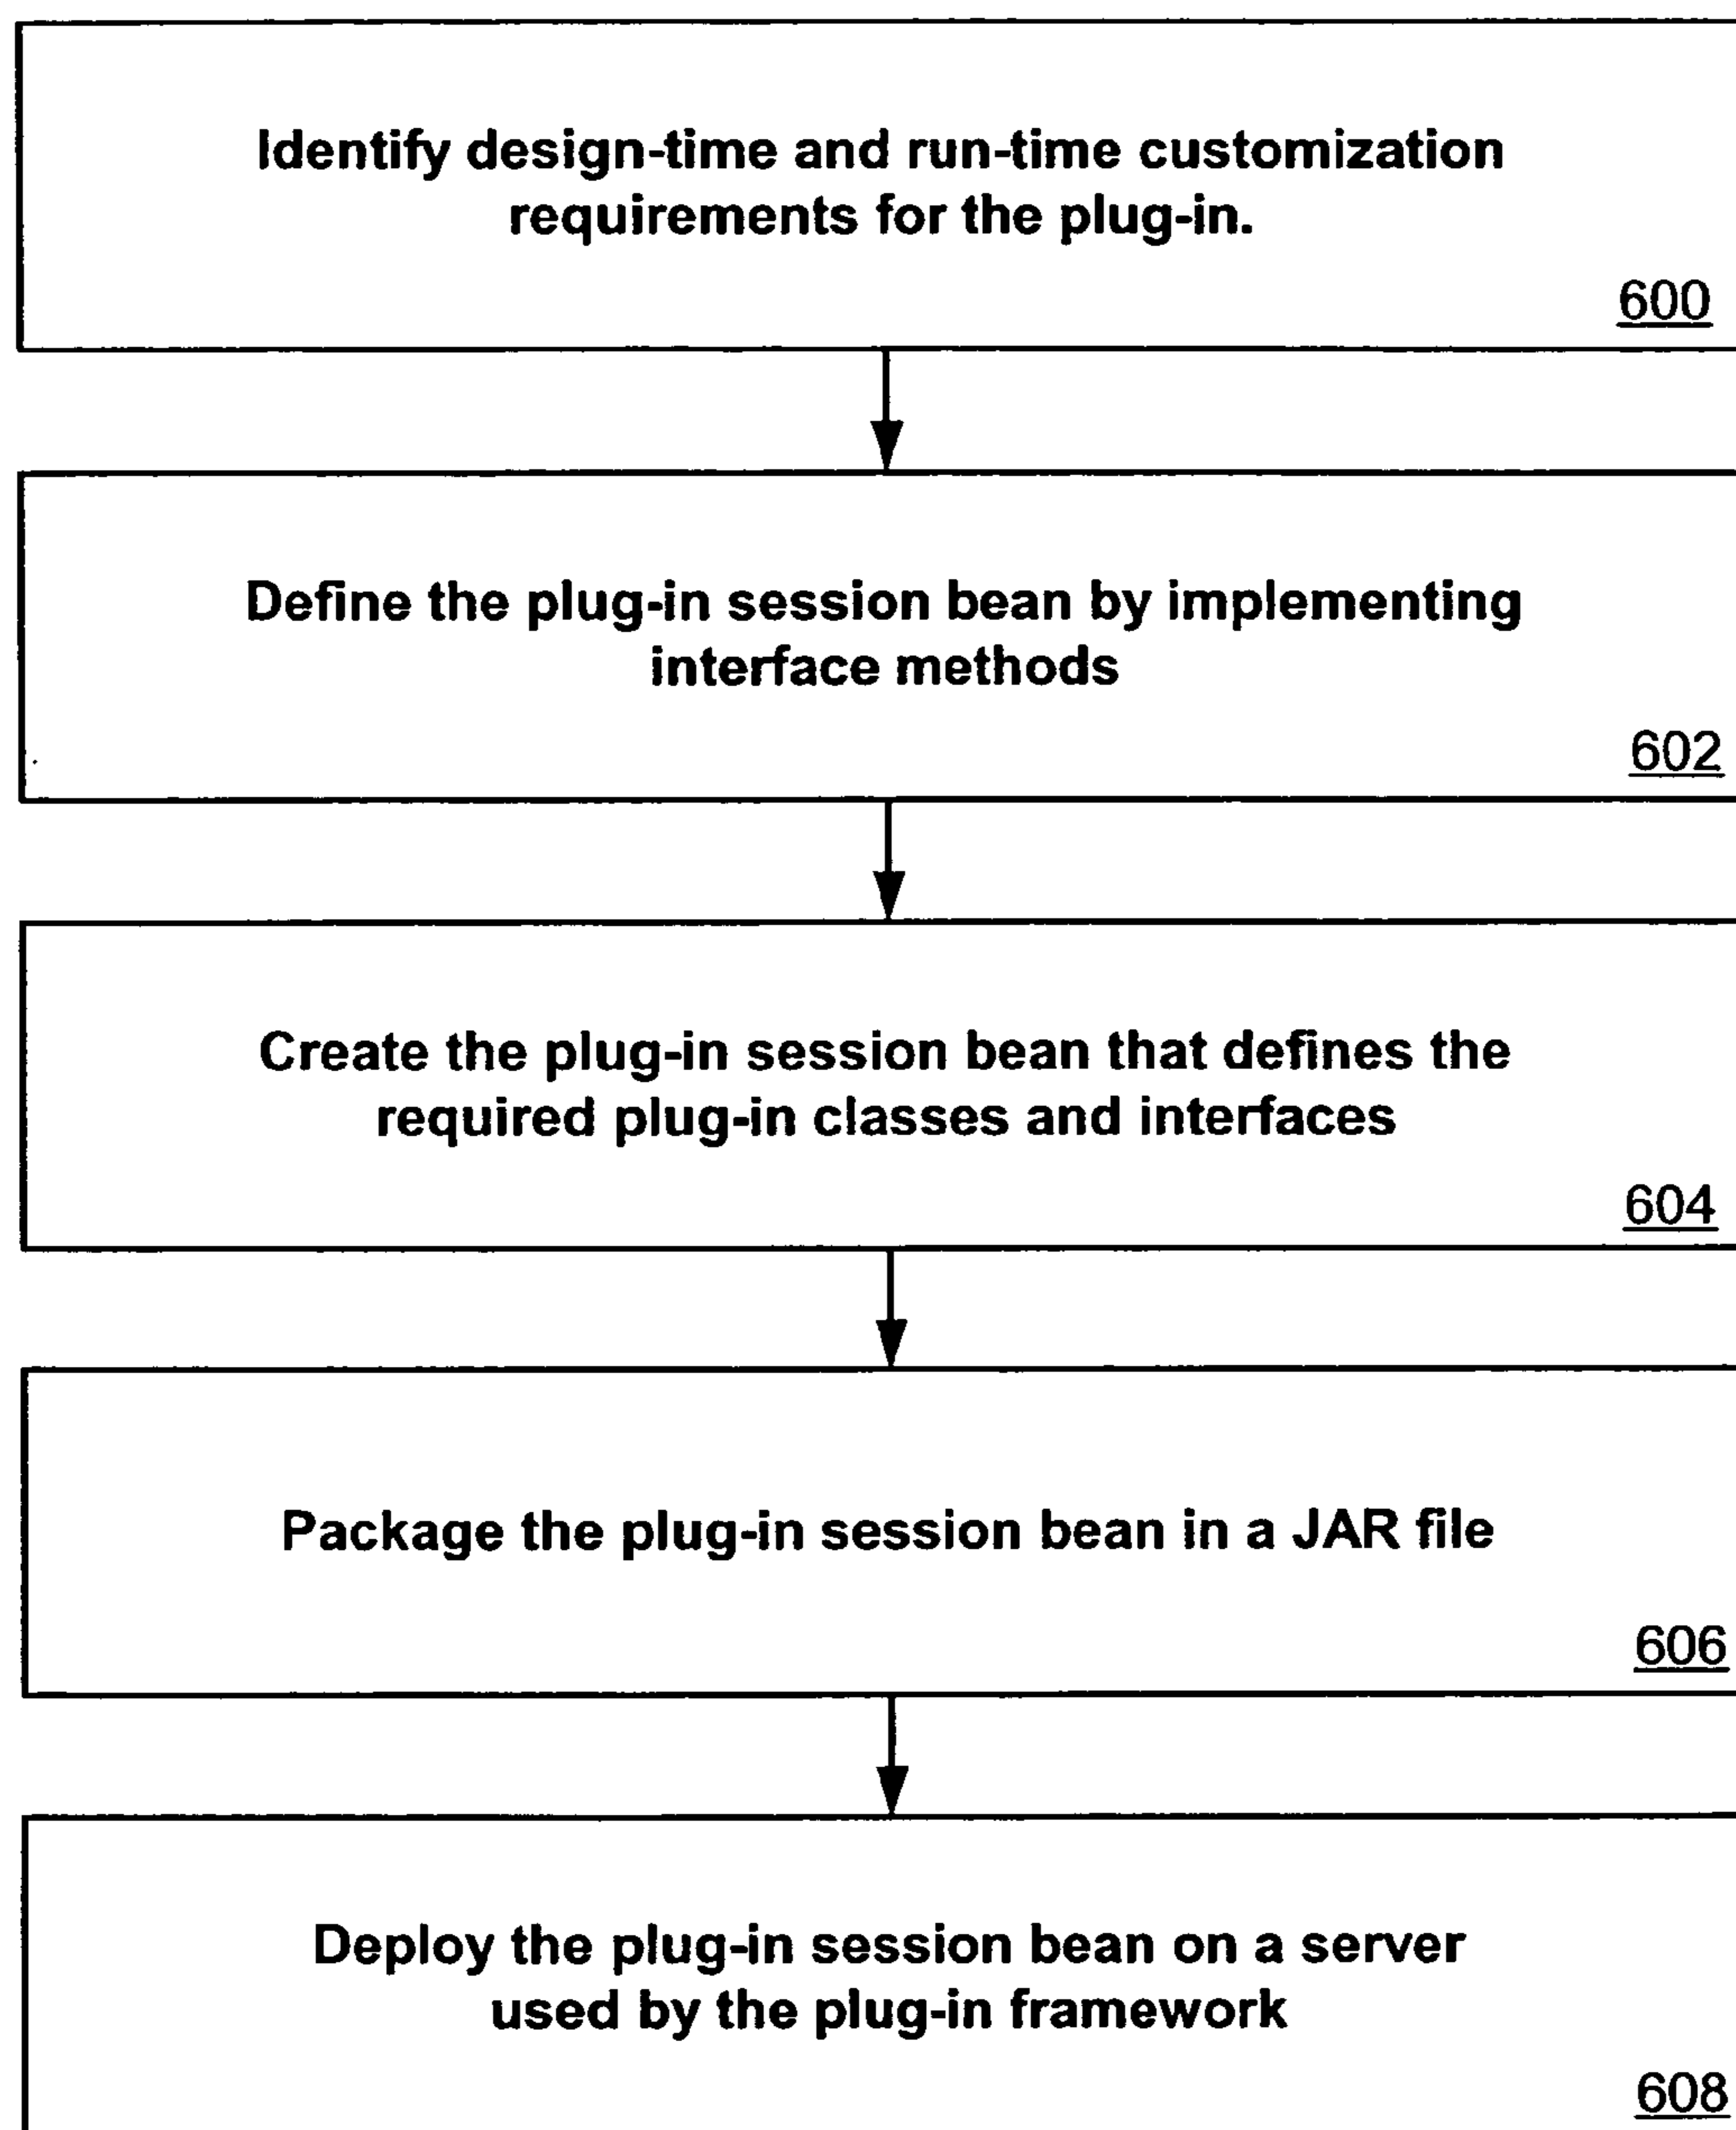 Identify design-time and run-time customization
requirements for the plug-in.
600
Define the plug-in session bean by implementing
interface methods
602
Create the plug-in session bean that defines the
required plug-in classes and interfaces
604
Package the plug-in session bean in a JAR file
606
Deploy the plug-in session bean on a server
used by the plug-in framework
608